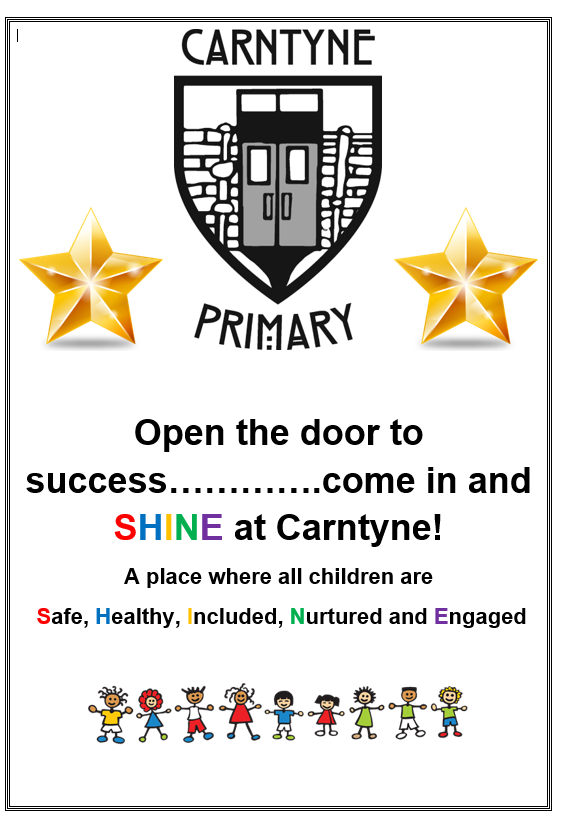 CARNTYNE
PRIMARY
Open the door to
success………….come in and
SHINE at Carntyne!
A place where all children are
Safe, Healthy, Included, Nurtured and Engaged